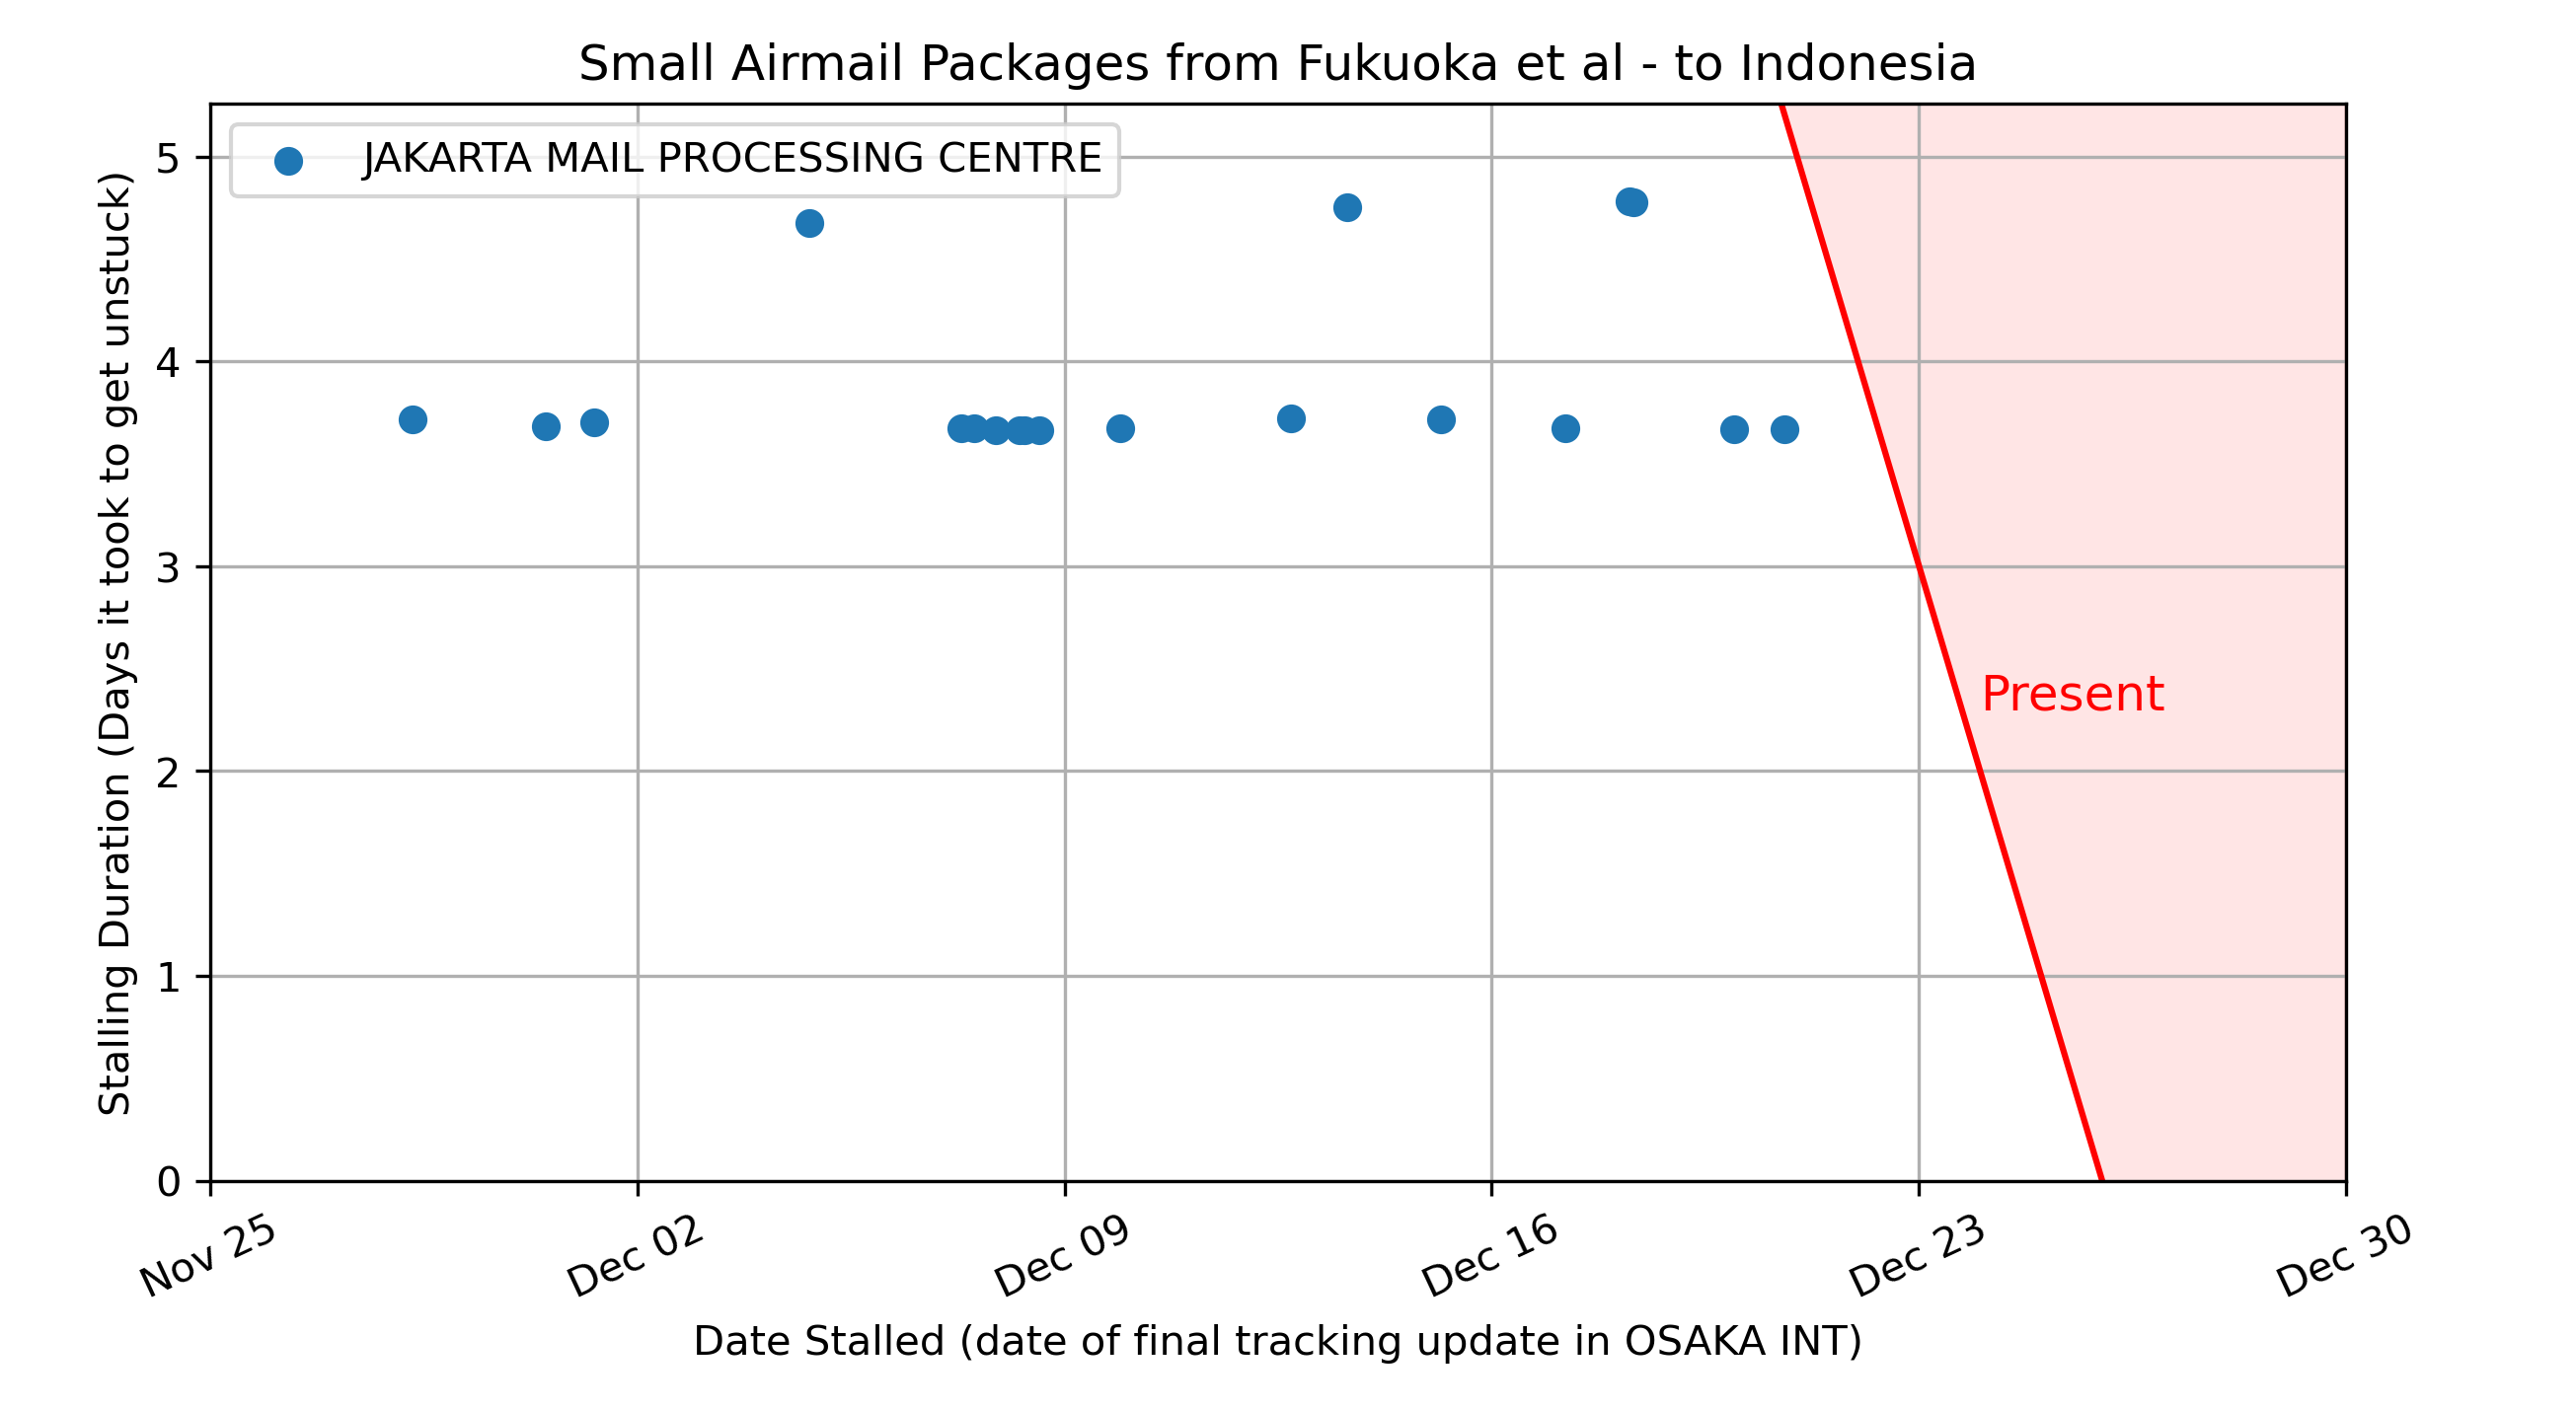 Small Airmail Packages from Fukuoka et al - to Indonesia
JAKARTA MAIL PROCESSING CENTRE
Stalling Duration (Days it took to get unstuck)
5
4
3
2
1
0
Present
Nov 25
Dec 02
Dec 09
Dec 16
Dec 23
Dec 30
Date Stalled (date of final tracking update in OSAKA INT)